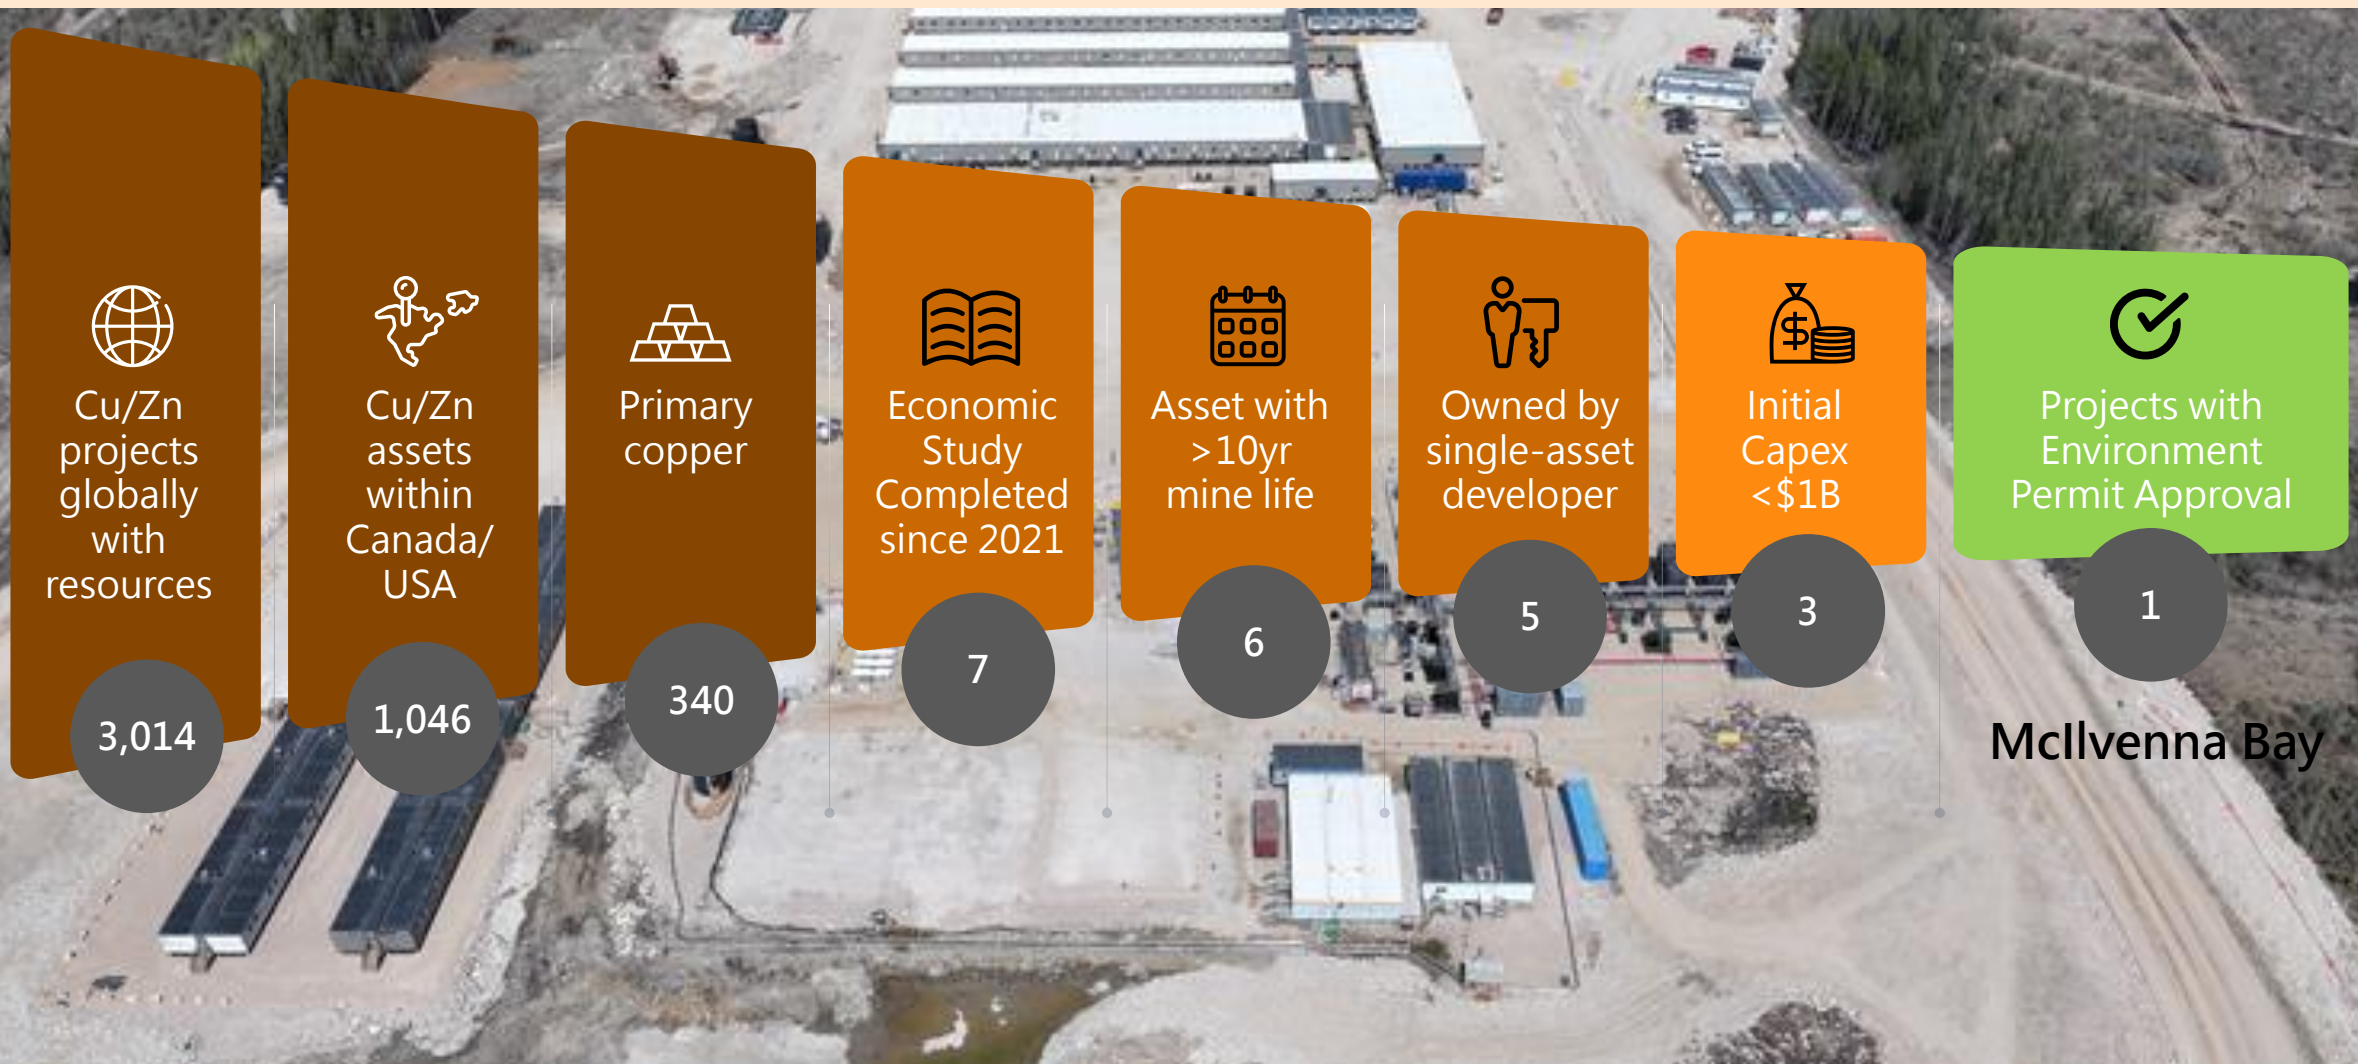 Cu/Zn
projects
globally
with
resources
3,014
Cu/Zn
assets
within
Canada/
USA
1,046
Primary
copper
340
Economic
Study
Completed
since 2021
7
Asset with
>10yr
mine life
6
Owned by
single-asset
developer
5
Initial
Capex
<$1B
3
Projects with
Environment
Permit Approval
1
McIlvenna Bay